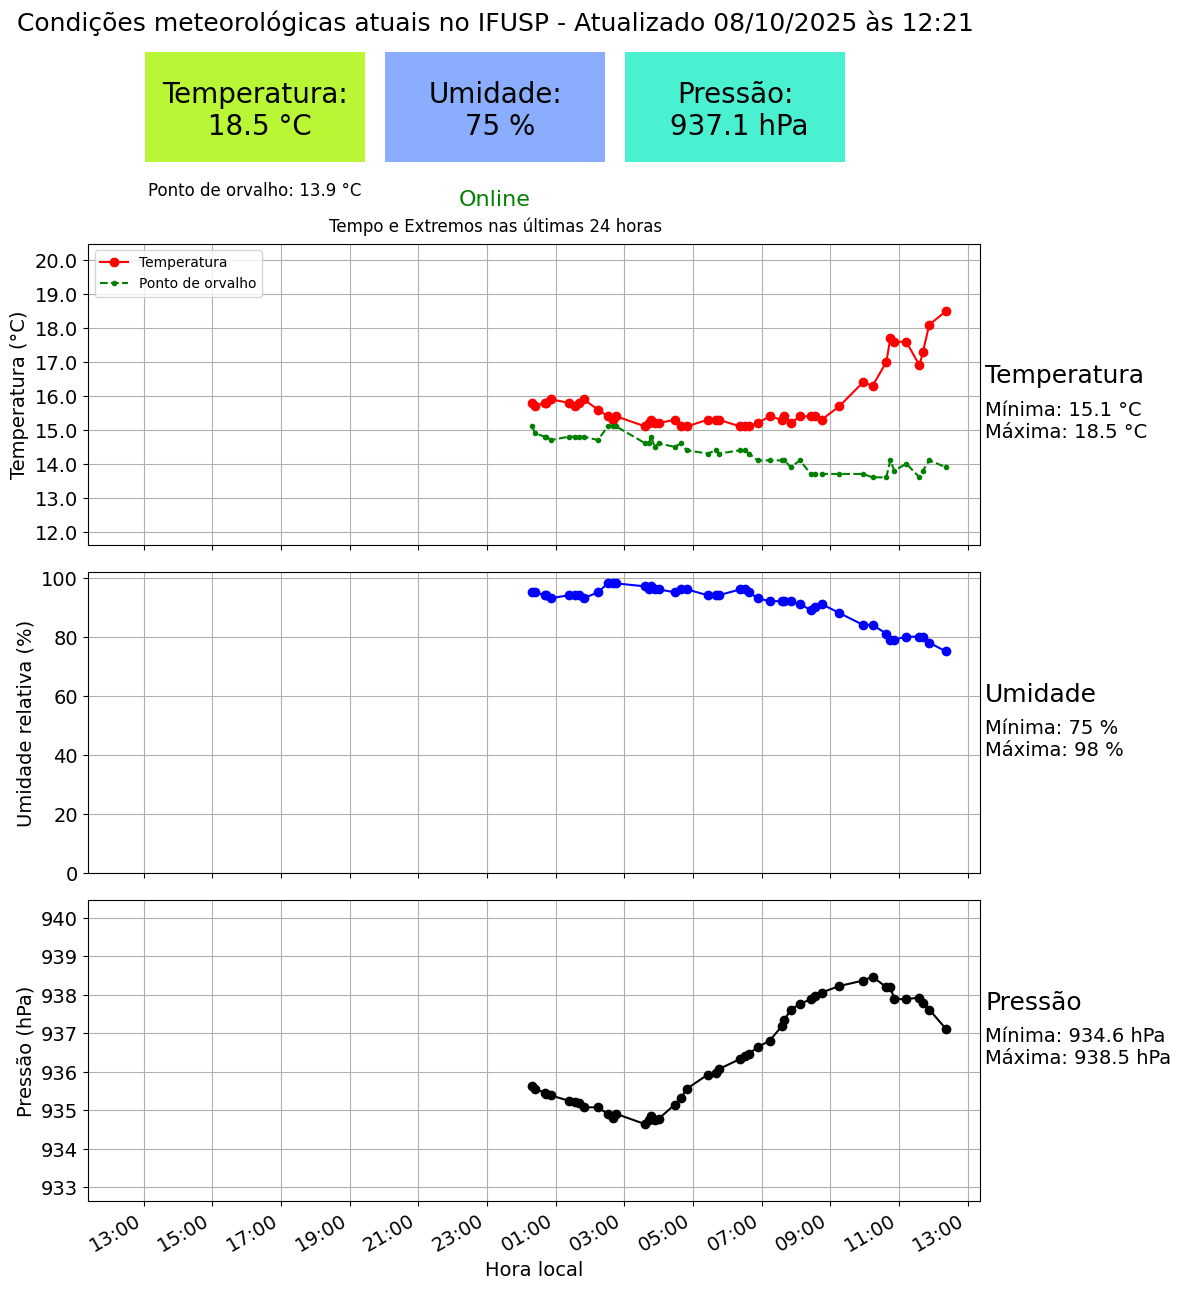 Condições meteorológicas atuais no IFUSP - Atualizado 08/10/2025 às 12:21
Temperatura:
18.5 °C
Umidade:
75 %
Pressão:
937.1 hPa
Ponto de orvalho: 13.9 °C
Online
Tempo e Extremos nas últimas 24 horas
Temperatura
Ponto de orvalho
Temperatura (°C)
20.0
19.0
18.0
17.0
16.0
15.0
14.0
13.0
12.0
Temperatura
Mínima: 15.1 °C
Máxima: 18.5 °C
Umidade relativa (%)
100
80
60
40
20
0
Umidade
Mínima: 75 %
Máxima: 98 %
Pressão (hPa)
940
939
938
937
936
935
934
933
Pressão
Mínima: 934.6 hPa
Máxima: 938.5 hPa
13:00
15:00
17:00
19:00
21:00
23:00
01:00
03:00
05:00
07:00
09:00
11:00
13:00
Hora local